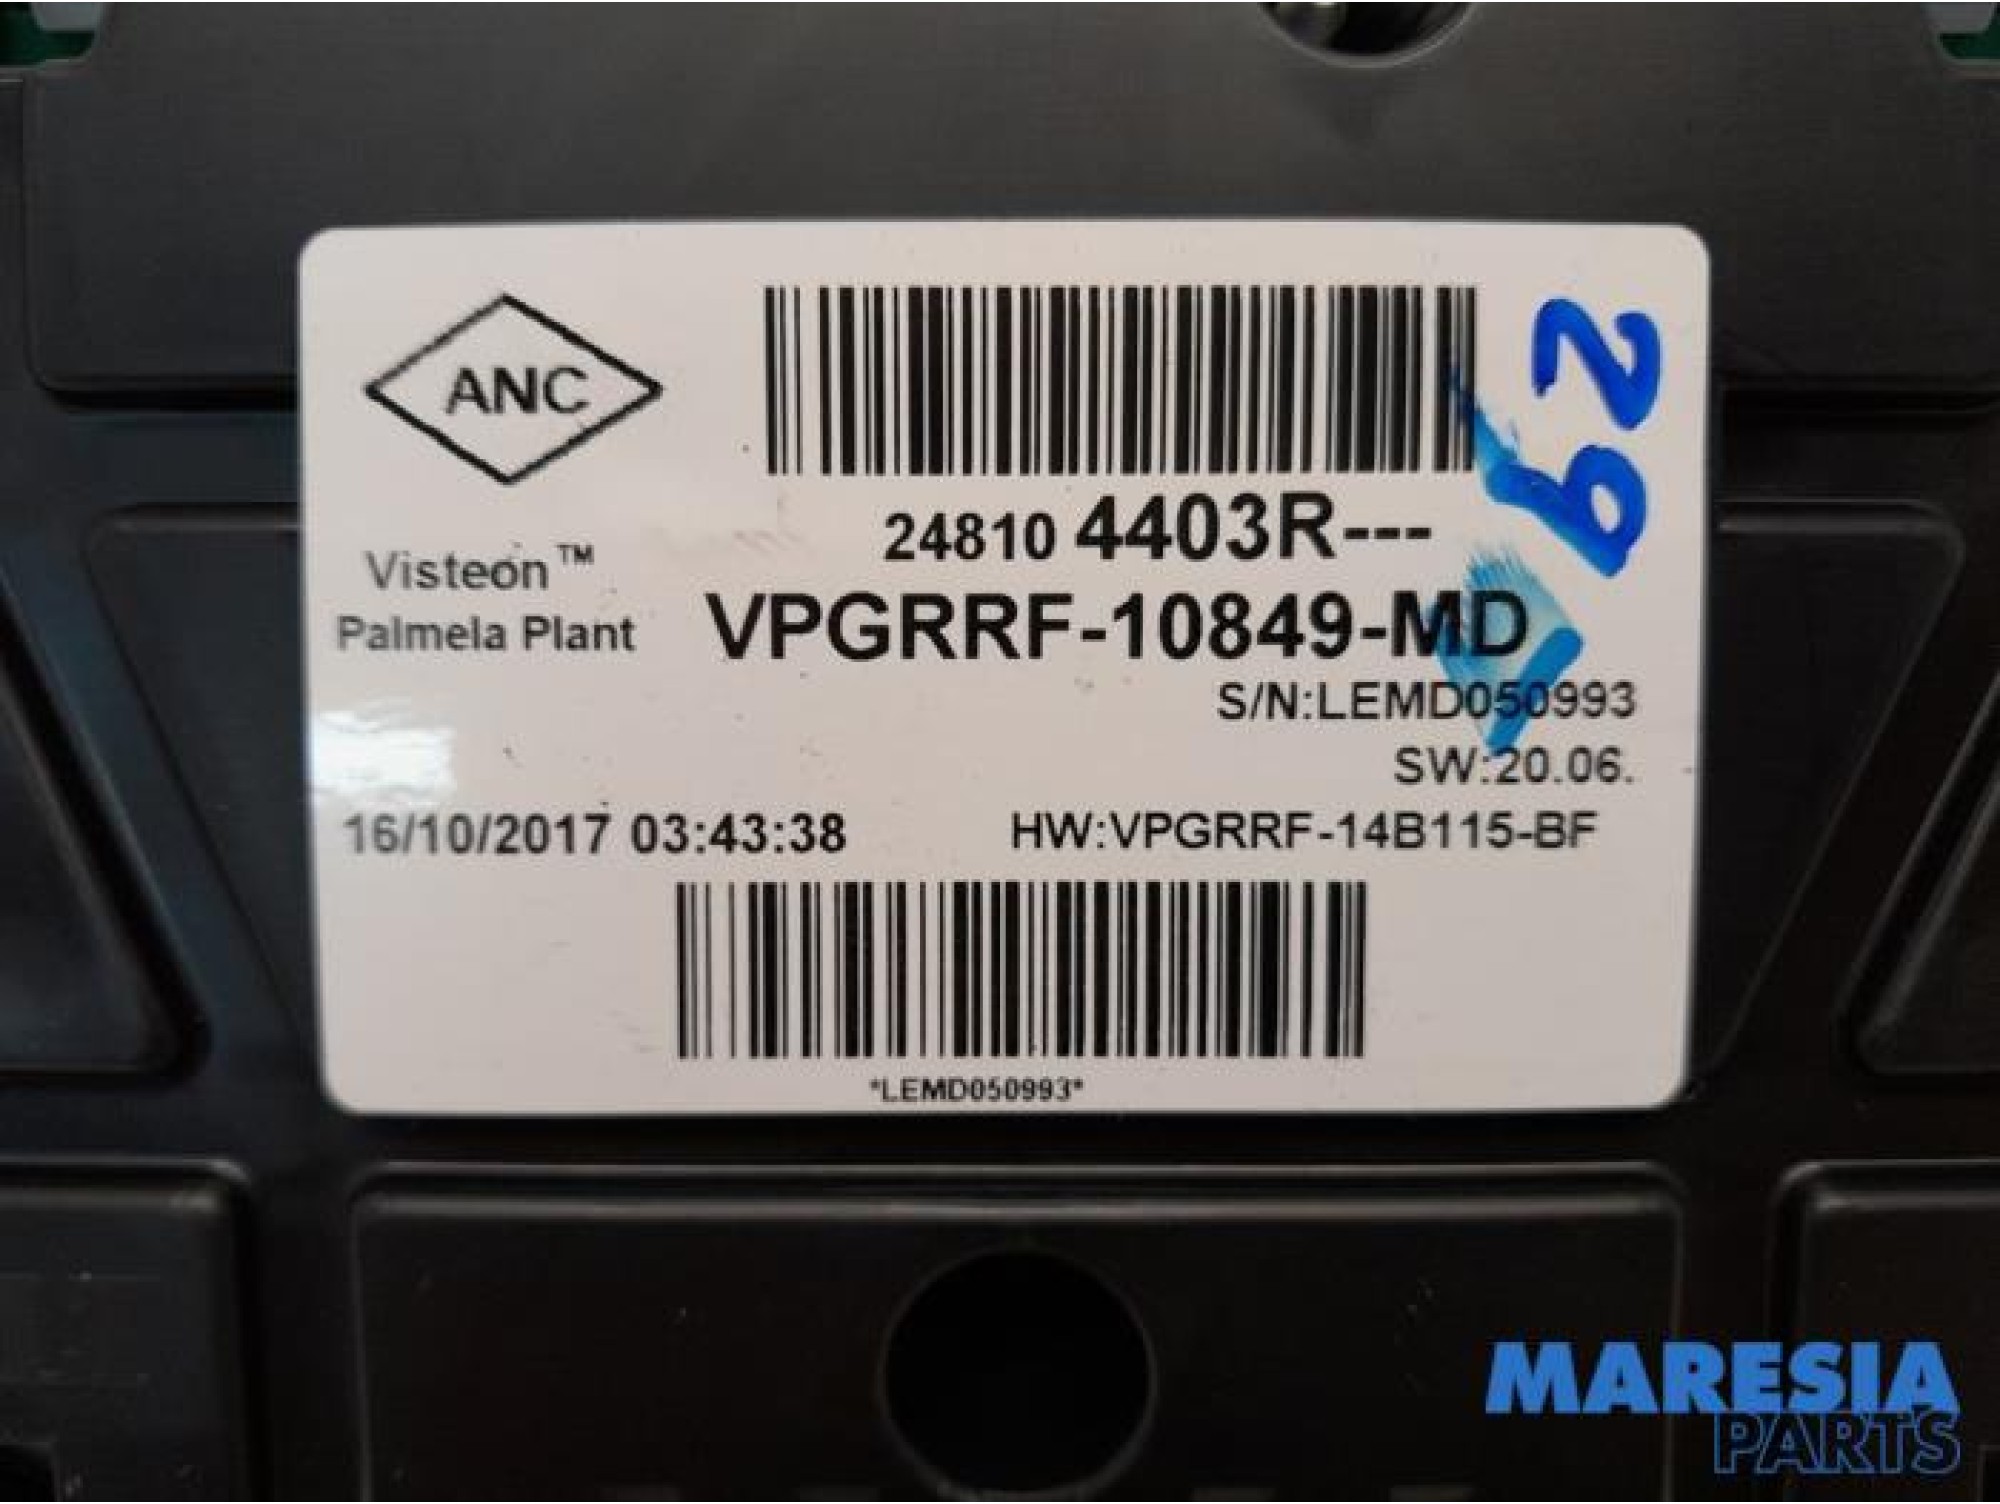 ANC
24810 4403R---
Visteon™
Palmela Plant
VPGRRF-10849-MD
S/N:LEMD050993
SW:20.06.
16/10/2017 03:43:38
HW:VPGRRF-14B115-BF
*LEMD050993*
29
MARESIA
PARTS